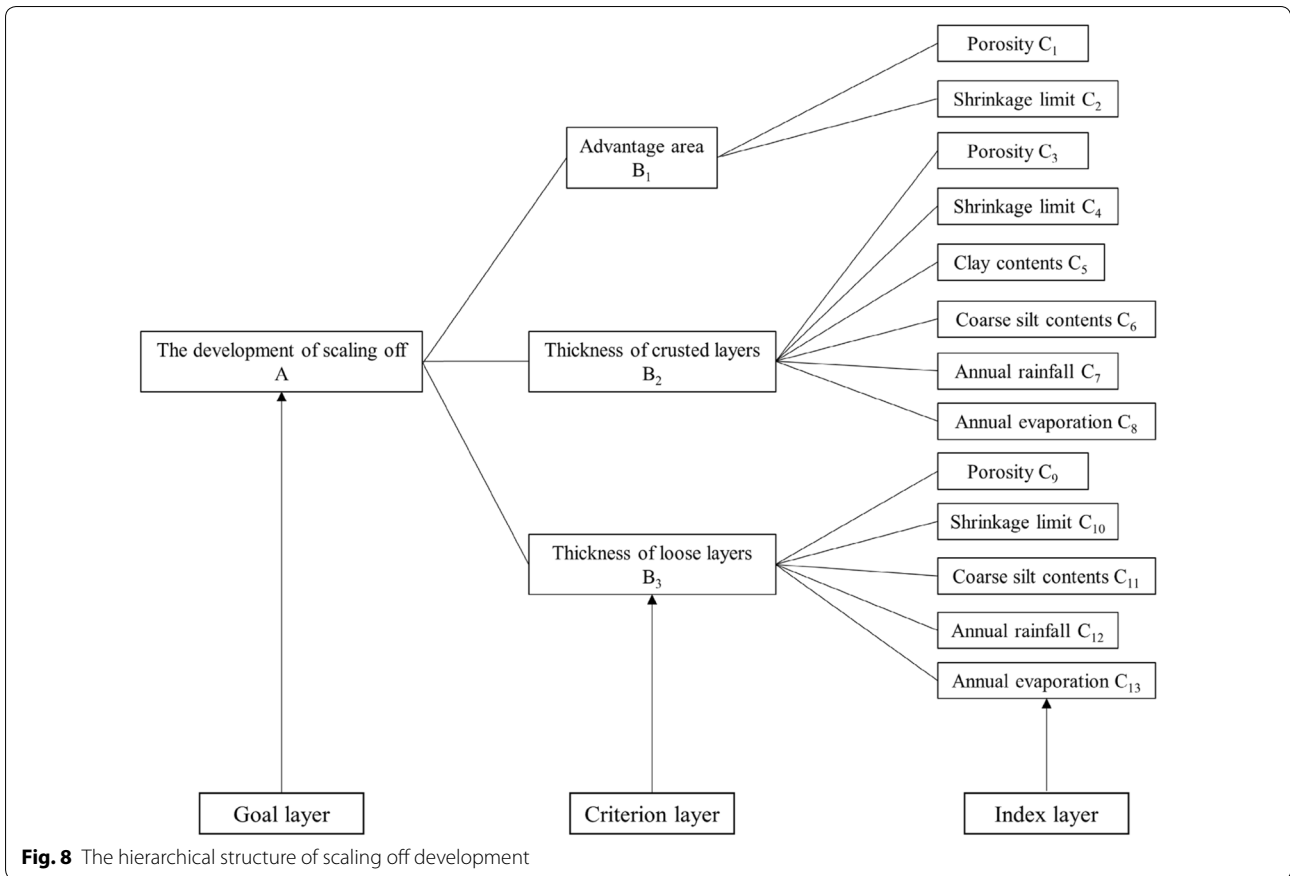 Porosity C₁
Shrinkage limit C₂
Advantage area
B₁
Porosity C₃
Shrinkage limit C₄
Clay contents C₅
Coarse silt contents C₆
The development of scaling off
A
Thickness of crusted layers
B₂
Annual rainfall C₇
Annual evaporation C₈
Porosity C₉
Shrinkage limit C₁₀
Thickness of loose layers
B₃
Coarse silt contents C₁₁
Annual rainfall C₁₂
Annual evaporation C₁₃
Goal layer
Criterion layer
Index layer
Fig. 8 The hierarchical structure of scaling off development